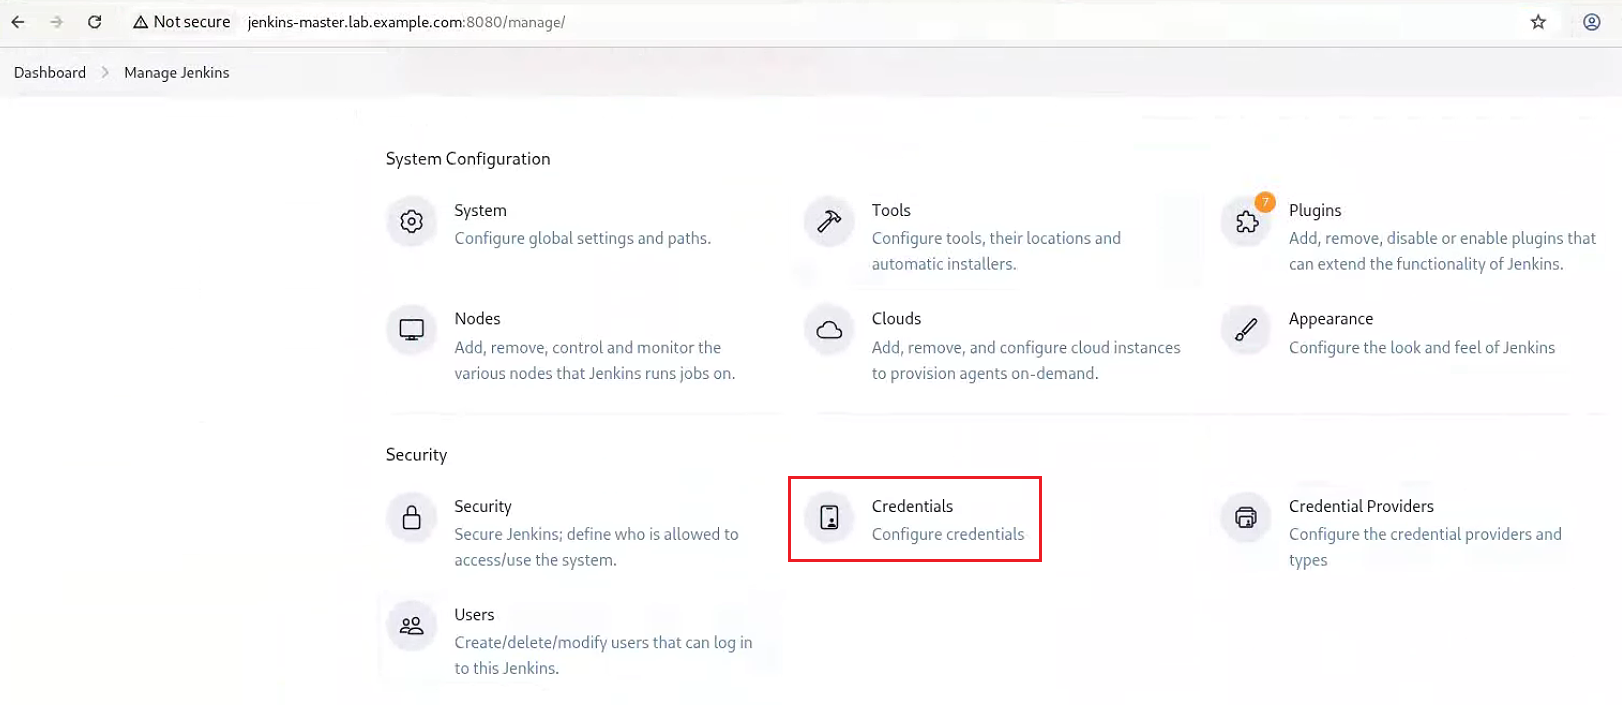 Not secure jenkins-master.lab.example.com:8080/manage/
Dashboard Manage Jenkins
System Configuration
System
Configure global settings and paths.
Tools
Configure tools, their locations and
automatic installers.
7
Plugins
Add, remove, disable or enable plugins that
can extend the functionality of Jenkins.
Nodes
Add, remove, control and monitor the
various nodes that Jenkins runs jobs on.
Clouds
Add, remove, and configure cloud instances
to provision agents on-demand.
Appearance
Configure the look and feel of Jenkins
Security
Security
Secure Jenkins; define who is allowed to
access/use the system.
Credentials
Configure credentials
Credential Providers
Configure the credential providers and
types
Users
Create/delete/modify users that can log in
to this Jenkins.